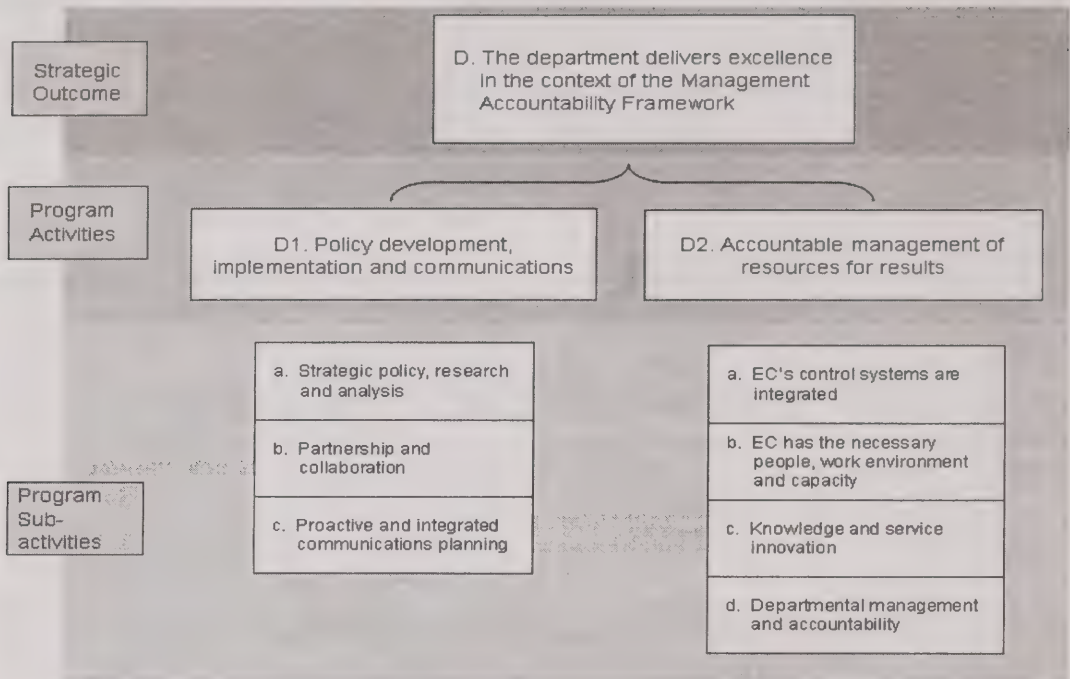 Strategic
Outcome
D. The department delivers excellence
in the context of the Management
Accountability Framework
Program
Activities
D1. Policy development,
implementation and communications
D2. Accountable management of
resources for results
Program
Sub-
activities
a. Strategic policy, research
and analysis
b. Partnership and
collaboration
c. Proactive and integrated
communications planning
a. EC's control systems are
integrated
b. EC has the necessary
people, work environment
and capacity
c. Knowledge and service
innovation
d. Departmental management
and accountability